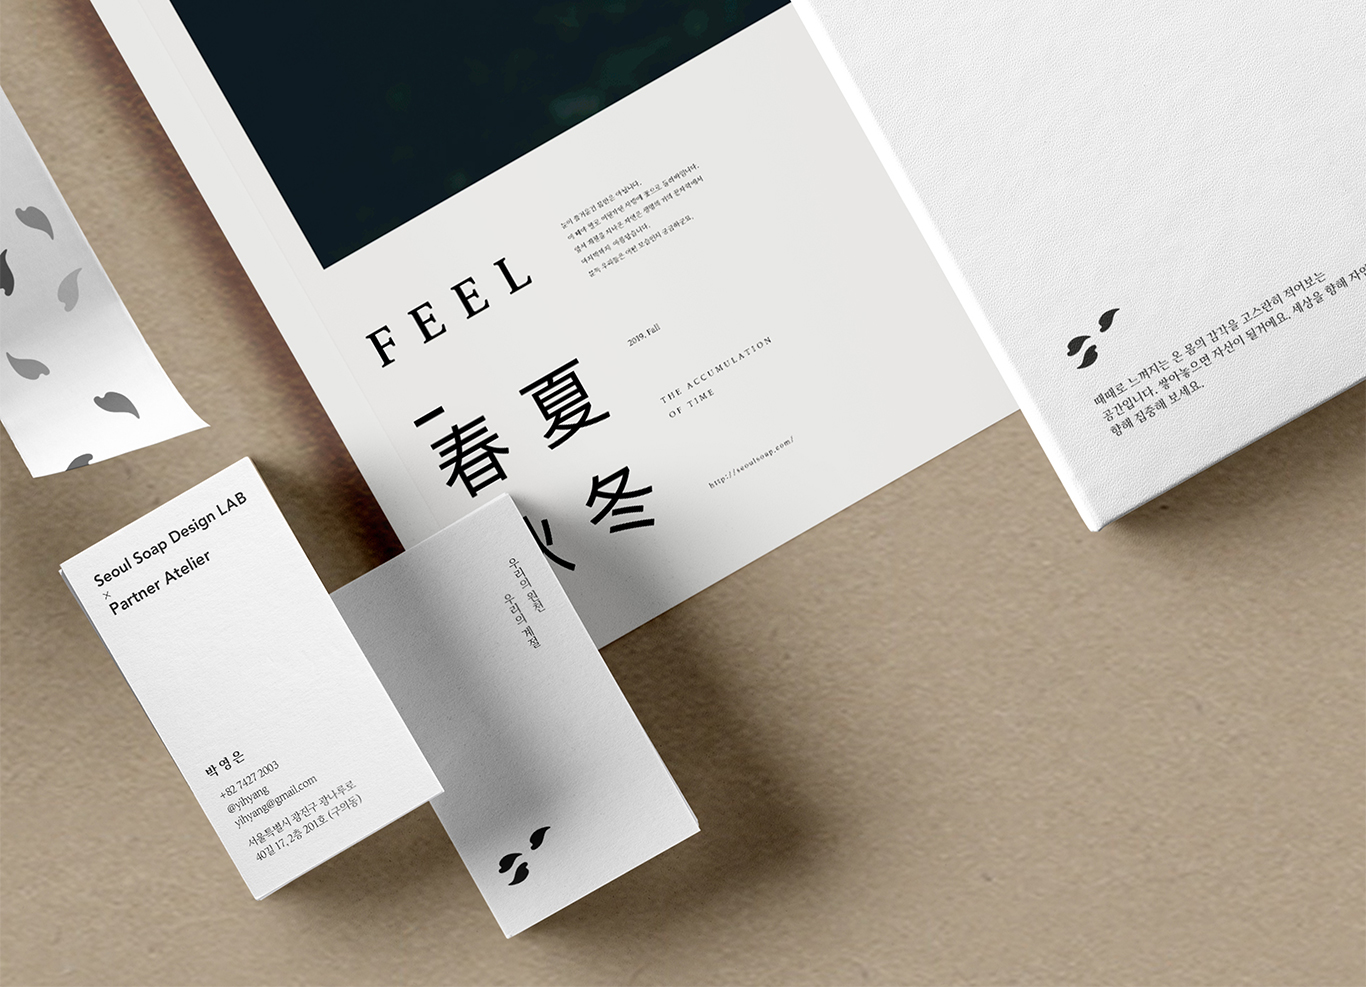 FEEL
春 夏
秋 冬
2019, Fall
THE ACCUMULATION
OF TIME
http://seoulsoap.com/
때때로 느껴지는 온 몸의 감각을 고스란히 적어보는
공간입니다. 쌓아놓으면 자산이 될거에요. 세상을 향해 자연
향해 집중해 보세요.
Seoul Soap Design LAB
x
Partner Atelier
박영은
+82 7427 2003
@yihyang
yihyang@gmail.com
서울특별시 광진구 광나루로
40길 17, 2층 201호 (구의동)
우리의 원천
우리의 계절